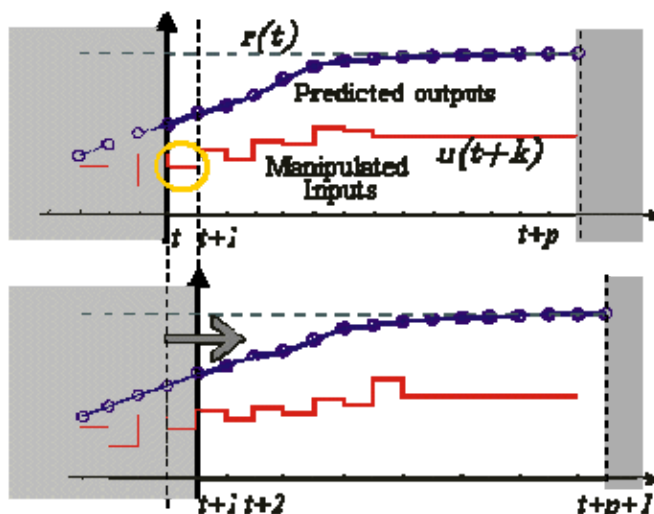 r(t)
Predicted outputs
u(t+k)
Manipulated
Inputs
t t+1 t+p
t+1 t+2 t+p+1